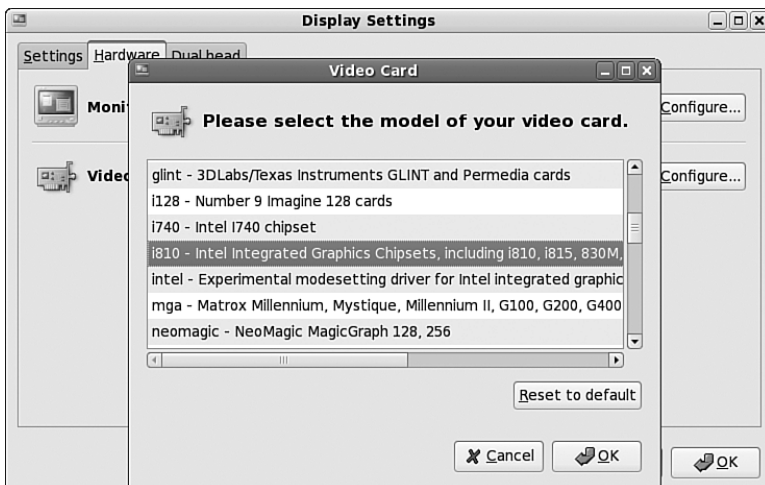 Display Settings
Settings Hardware Dual head
Video Card
Moni
Configure...
Please select the model of your video card.
Video
Configure...
glint - 3DLabs/Texas Instruments GLINT and Permedia cards
i128 - Number 9 Imagine 128 cards
i740 - Intel I740 chipset
i810 - Intel Integrated Graphics Chipsets, including i810, i815, 830M,
intel - Experimental modesetting driver for Intel integrated graphic
mga - Matrox Millennium, Mystique, Millennium II, G100, G200, G400
neomagic - NeoMagic MagicGraph 128, 256
Reset to default
Cancel OK
OK